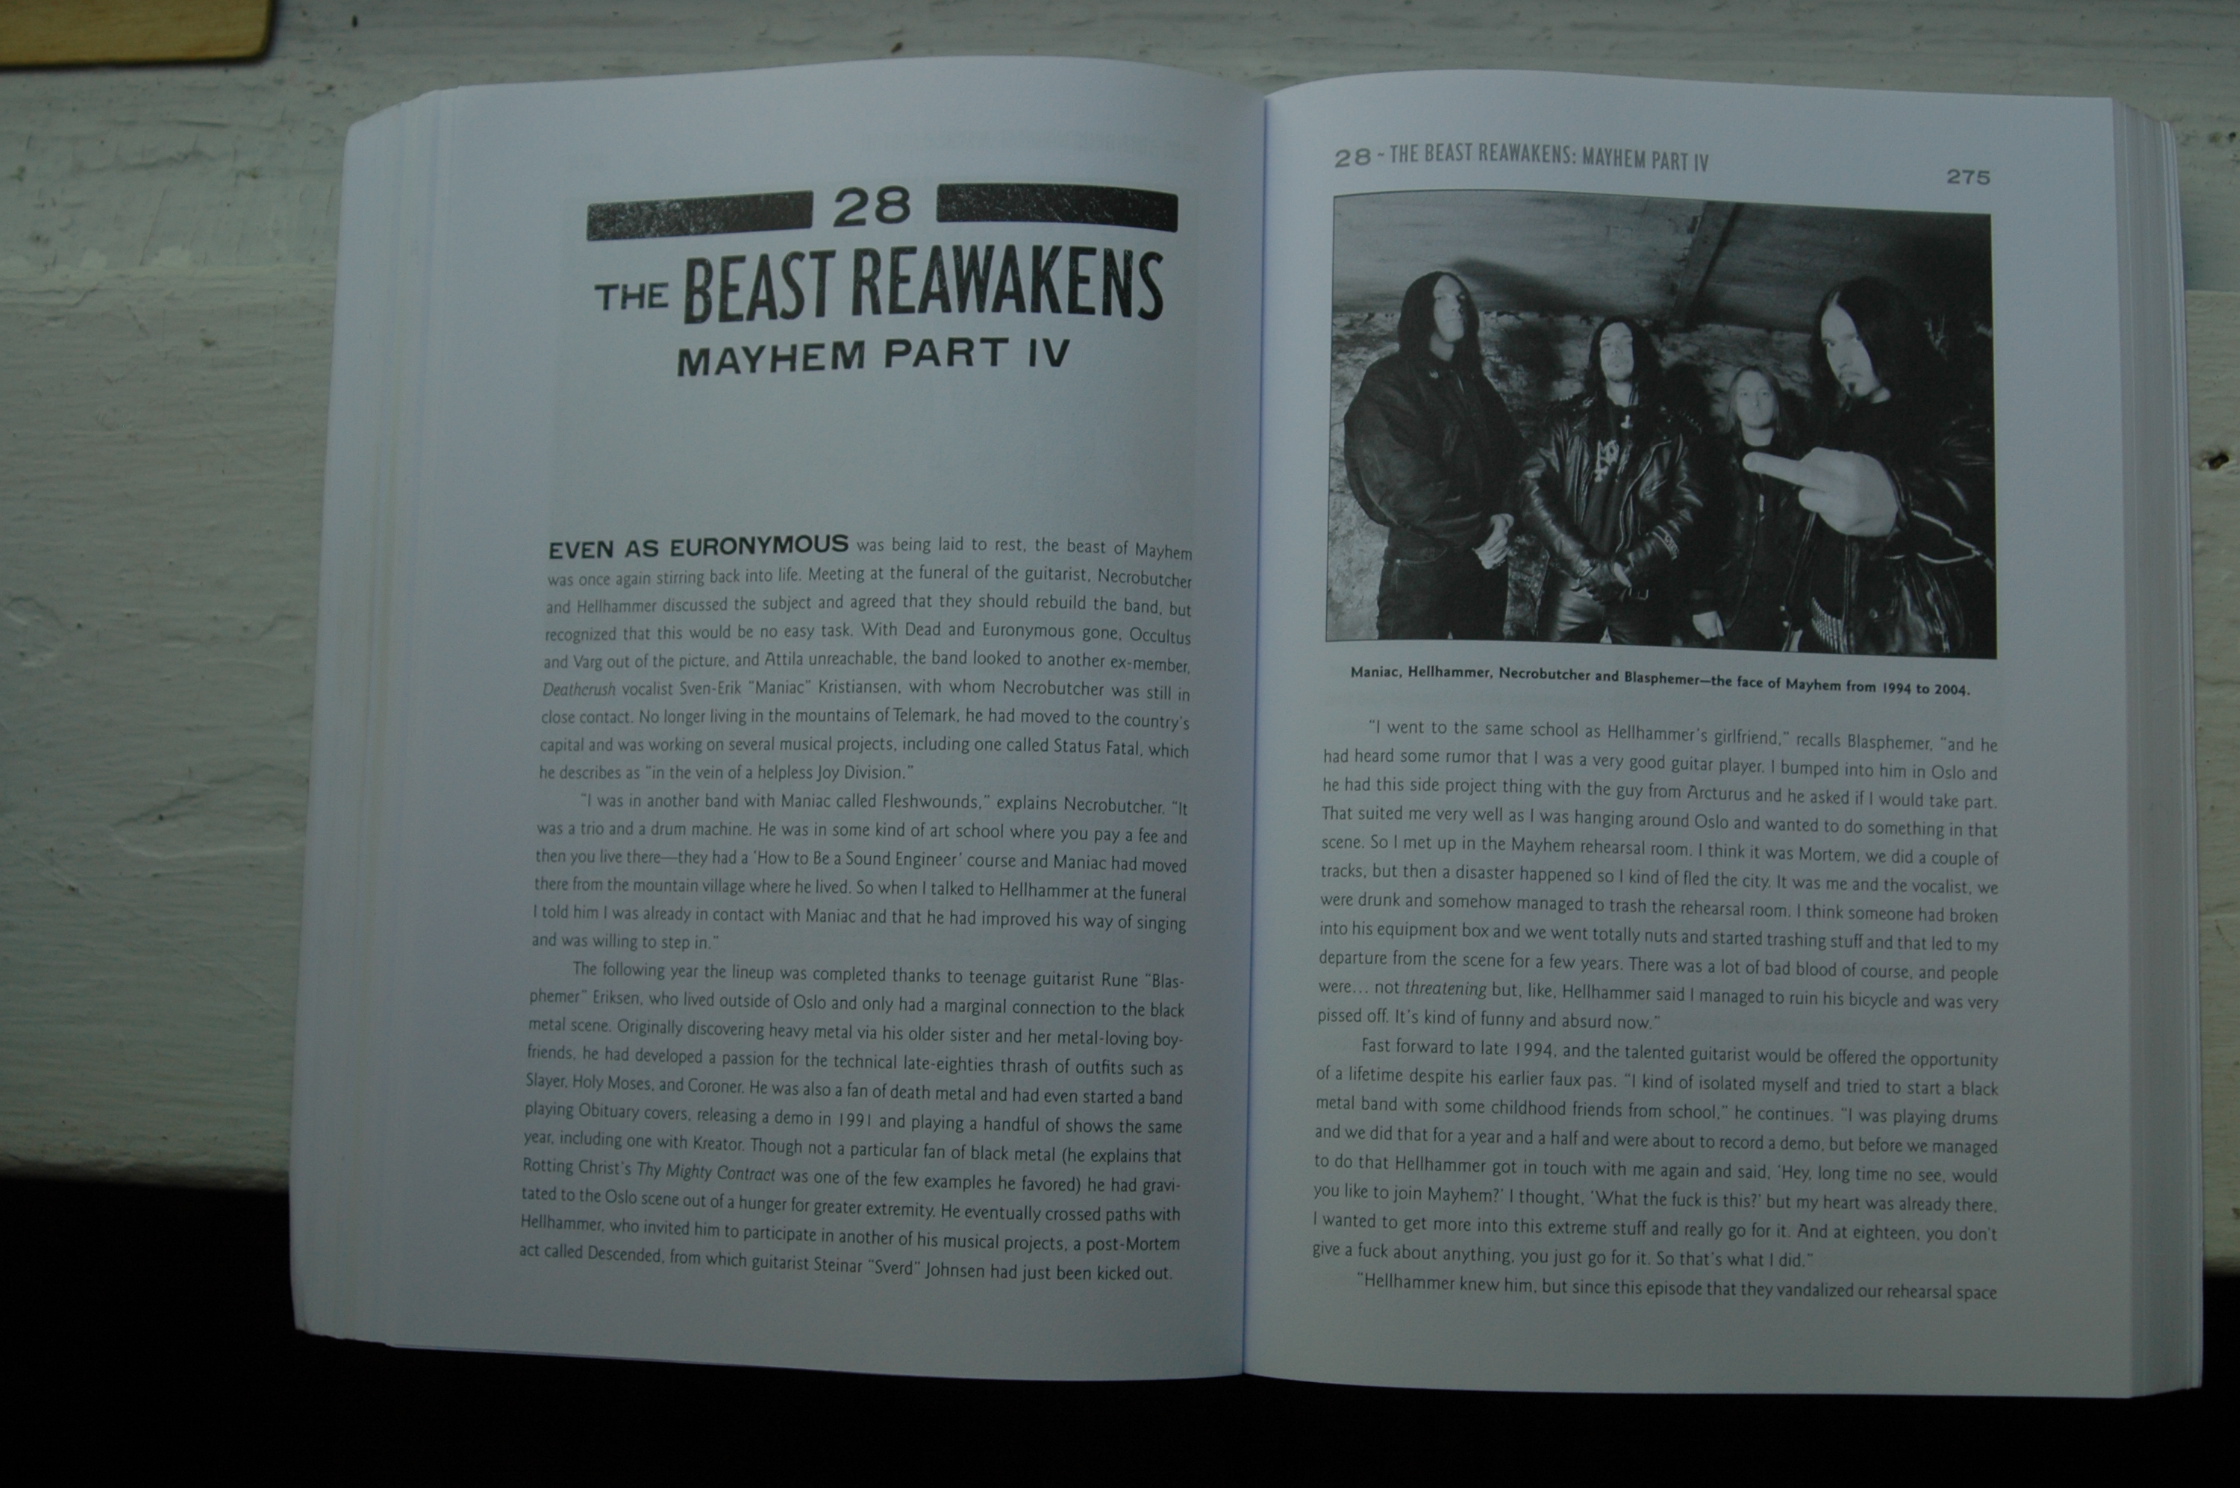 28
THE BEAST REAWAKENS
MAYHEM PART IV
EVEN AS EURONYMOUS was being laid to rest, the beast of Mayhem
was once again stirring back into life. Meeting at the funeral of the guitarist, Necrobutcher
and Hellhammer discussed the subject and agreed that they should rebuild the band, but
recognized that this would be no easy task. With Dead and Euronymous gone, Occultus
and Varg out of the picture, and Attila unreachable, the band looked to another ex-member,
Deathcrush vocalist Sven-Erik "Maniac" Kristiansen, with whom Necrobutcher was still in
close contact. No longer living in the mountains of Telemark, he had moved to the country's
capital and was working on several musical projects, including one called Status Fatal, which
he describes as "in the vein of a helpless Joy Division."
"I was in another band with Maniac called Fleshwounds," explains Necrobutcher. "It
was a trio and a drum machine. He was in some kind of art school where you pay a fee and
then you live there—they had a 'How to Be a Sound Engineer' course and Maniac had moved
there from the mountain village where he lived. So when I talked to Hellhammer at the funeral
I told him I was already in contact with Maniac and that he had improved his way of singing
and was willing to step in."
The following year the lineup was completed thanks to teenage guitarist Rune "Blas-
phemer" Eriksen, who lived outside of Oslo and only had a marginal connection to the black
metal scene. Originally discovering heavy metal via his older sister and her metal-loving boy-
friends, he had developed a passion for the technical late-eighties thrash of outfits such as
Slayer, Holy Moses, and Coroner. He was also a fan of death metal and had even started a band
playing Obituary covers, releasing a demo in 1991 and playing a handful of shows the same
year, including one with Kreator. Though not a particular fan of black metal (he explains that
Rotting Christ's Thy Mighty Contract was one of the few examples he favored) he had gravi-
tated to the Oslo scene out of a hunger for greater extremity. He eventually crossed paths with
Hellhammer, who invited him to participate in another of his musical projects, a post-Mortem
act called Descended, from which guitarist Steinar "Sverd" Johnsen had just been kicked out.
28 - THE BEAST REAWAKENS: MAYHEM PART IV
275
Maniac, Hellhammer, Necrobutcher and Blasphemer—the face of Mayhem from 1994 to 2004.
"I went to the same school as Hellhammer's girlfriend," recalls Blasphemer, "and he
had heard some rumor that I was a very good guitar player. I bumped into him in Oslo and
he had this side project thing with the guy from Arcturus and he asked if I would take part.
That suited me very well as I was hanging around Oslo and wanted to do something in that
scene. So I met up in the Mayhem rehearsal room. I think it was Mortem, we did a couple of
tracks, but then a disaster happened so I kind of fled the city. It was me and the vocalist, we
were drunk and somehow managed to trash the rehearsal room. I think someone had broken
into his equipment box and we went totally nuts and started trashing stuff and that led to my
departure from the scene for a few years. There was a lot of bad blood of course, and people
were... not threatening but, like, Hellhammer said I managed to ruin his bicycle and was very
pissed off. It's kind of funny and absurd now."
Fast forward to late 1994, and the talented guitarist would be offered the opportunity
of a lifetime despite his earlier faux pas. "I kind of isolated myself and tried to start a black
metal band with some childhood friends from school," he continues. "I was playing drums
and we did that for a year and a half and were about to record a demo, but before we managed
to do that Hellhammer got in touch with me again and said, 'Hey, long time no see, would
you like to join Mayhem?' I thought, 'What the fuck is this?' but my heart was already there,
I wanted to get more into this extreme stuff and really go for it. And at eighteen, you don't
give a fuck about anything, you just go for it. So that's what I did."
"Hellhammer knew him, but since this episode that they vandalized our rehearsal space